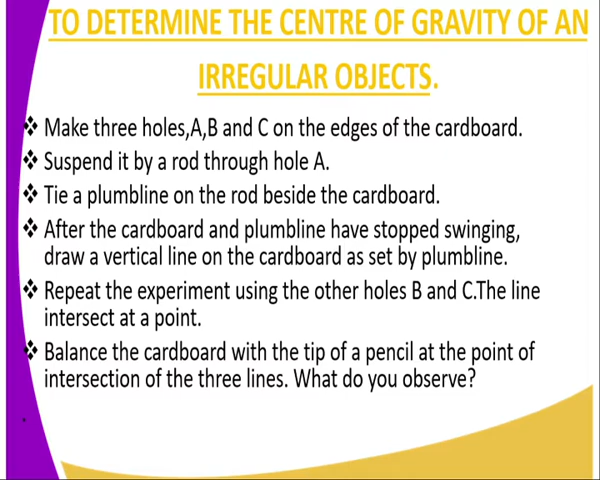 TO DETERMINE THE CENTRE OF GRAVITY OF AN
IRREGULAR OBJECTS.
❖ Make three holes,A,B and C on the edges of the cardboard.
❖ Suspend it by a rod through hole A.
❖ Tie a plumbline on the rod beside the cardboard.
❖ After the cardboard and plumbline have stopped swinging,
draw a vertical line on the cardboard as set by plumbline.
❖ Repeat the experiment using the other holes B and C.The line
intersect at a point.
❖ Balance the cardboard with the tip of a pencil at the point of
intersection of the three lines. What do you observe?